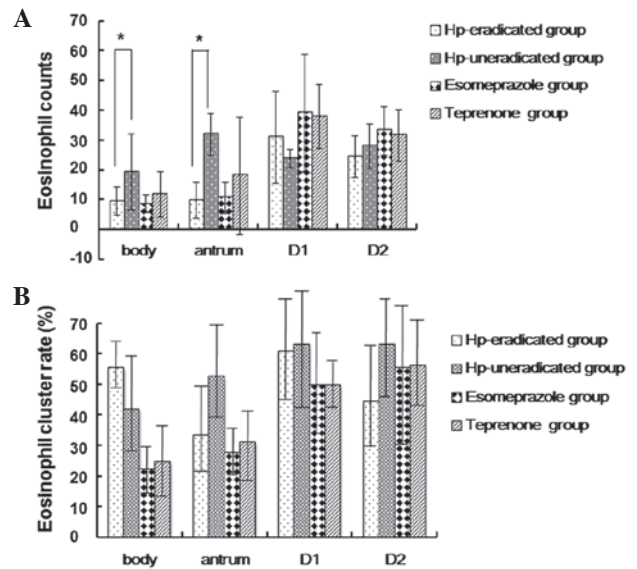 A
Eosinophill counts
70
60
50
40
30
20
10
0
-10
*
*
body
antrum
D1
D2
Hp-eradicated group
Hp-uneradicated group
Esomeprazole group
Teprenone group
B
Eosinophil cluster rate (%)
70
60
50
40
30
20
10
0
body
antrum
D1
D2
Hp-eradicated group
Hp-uneradicated group
Esomeprazole group
Teprenone group